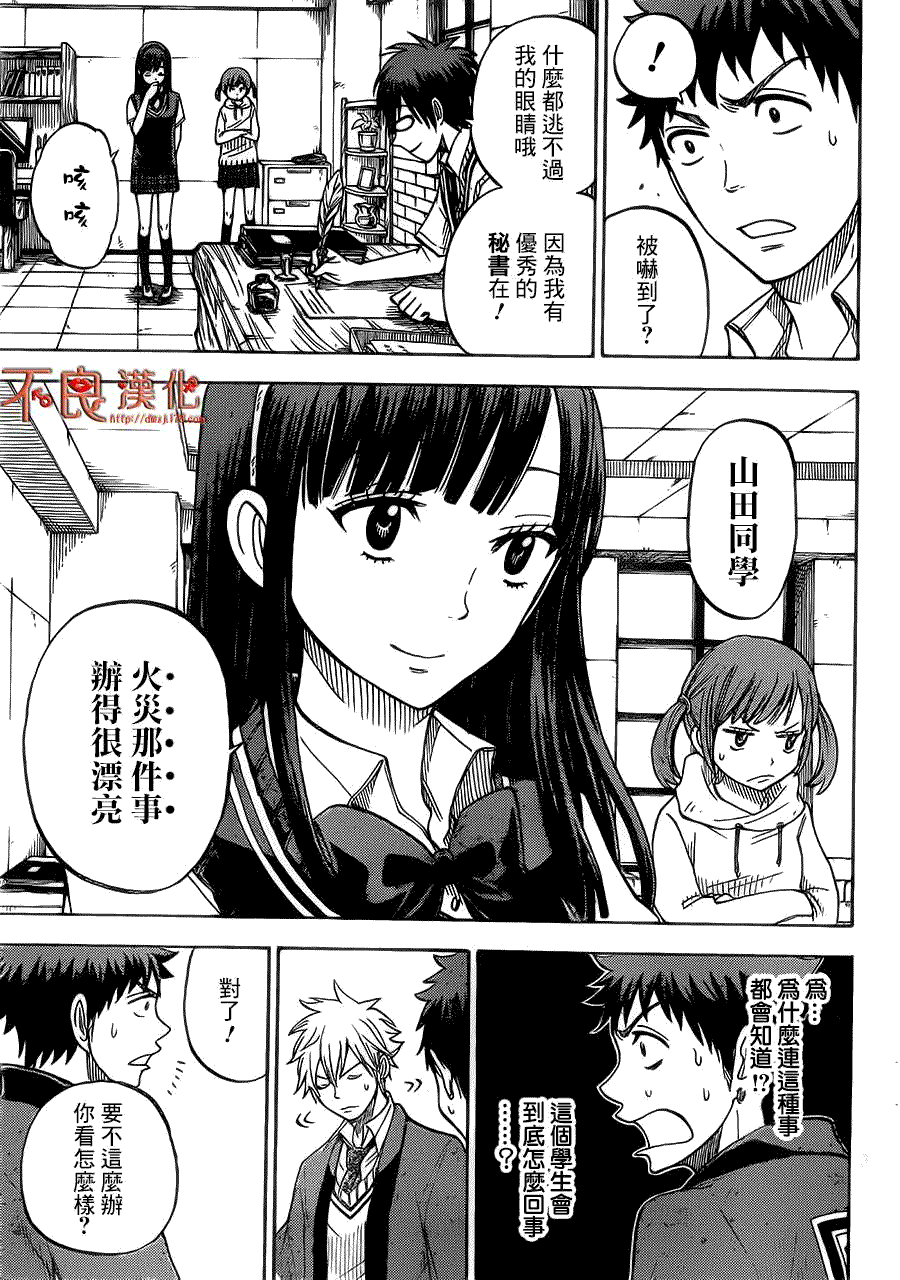 ！
被嚇到了？
什麼都逃不過
我的眼睛哦
因為我有
優秀的
秘書在！
咳
咳
不良漢化
山田同學
火災那件事
辦得很漂亮
為…
為什麼連這種事
都會知道!?
這個學生會
到底怎麼回事
……？
對了！
要不這麼辦
你看怎麼樣？